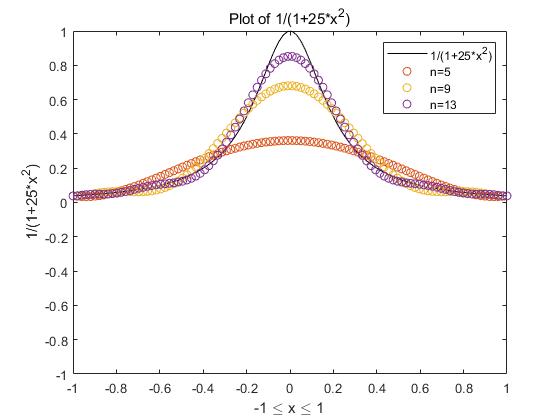 Plot of 1/(1+25*x²)
1
0.8
0.6
0.4
0.2
0
-0.2
-0.4
-0.6
-0.8
-1
1/(1+25*x²)
1/(1+25*x²)
n=5
n=9
n=13
-1 -0.8 -0.6 -0.4 -0.2 0 0.2 0.4 0.6 0.8 1
-1 ≤ x ≤ 1